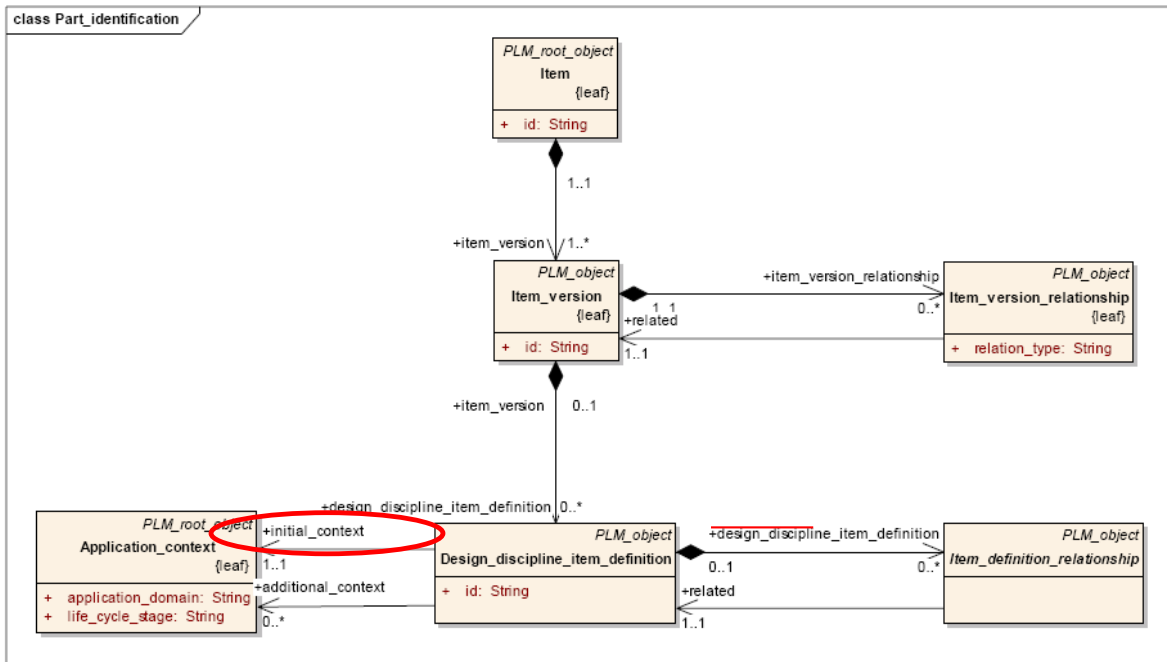 class Part_identification
PLM_root_object
Item
{leaf}
+ id: String
1..1
+item_version 1..*
PLM_object
Item_version
{leaf}
+ id: String
+item_version_relationship
1 1
0..*
+related
1..1
PLM_object
Item_version_relationship
{leaf}
+ relation_type: String
+item_version 0..1
+design_discipline_item_definition 0..*
PLM_root_object
Application_context
{leaf}
+ application_domain: String
+ life_cycle_stage: String
+initial_context
1..1
+additional_context
0..*
PLM_object
Design_discipline_item_definition
+ id: String
+design_discipline_item_definition
0..1
0..*
+related
1..1
PLM_object
Item_definition_relationship